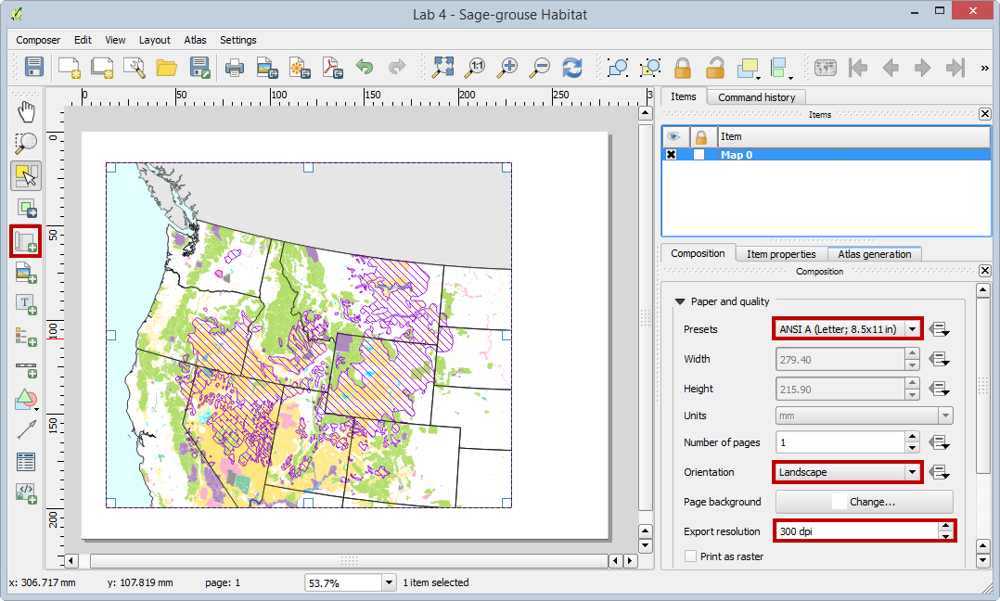 Lab 4 - Sage-grouse Habitat
Composer Edit View Layout Atlas Settings
1:1
»
0 50 100 150 200 250 3
0
50
100
150
200
T
Items Command history
Items
Item
Map 0
Composition Item properties Atlas generation
Composition
Paper and quality
Presets ANSI A (Letter; 8.5x11 in)
Width 279.40
Height 215.90
Units mm
Number of pages 1
Orientation Landscape
Page background Change...
Export resolution 300 dpi
Print as raster
x: 306.717 mm y: 107.819 mm page: 1 53.7% 1 item selected